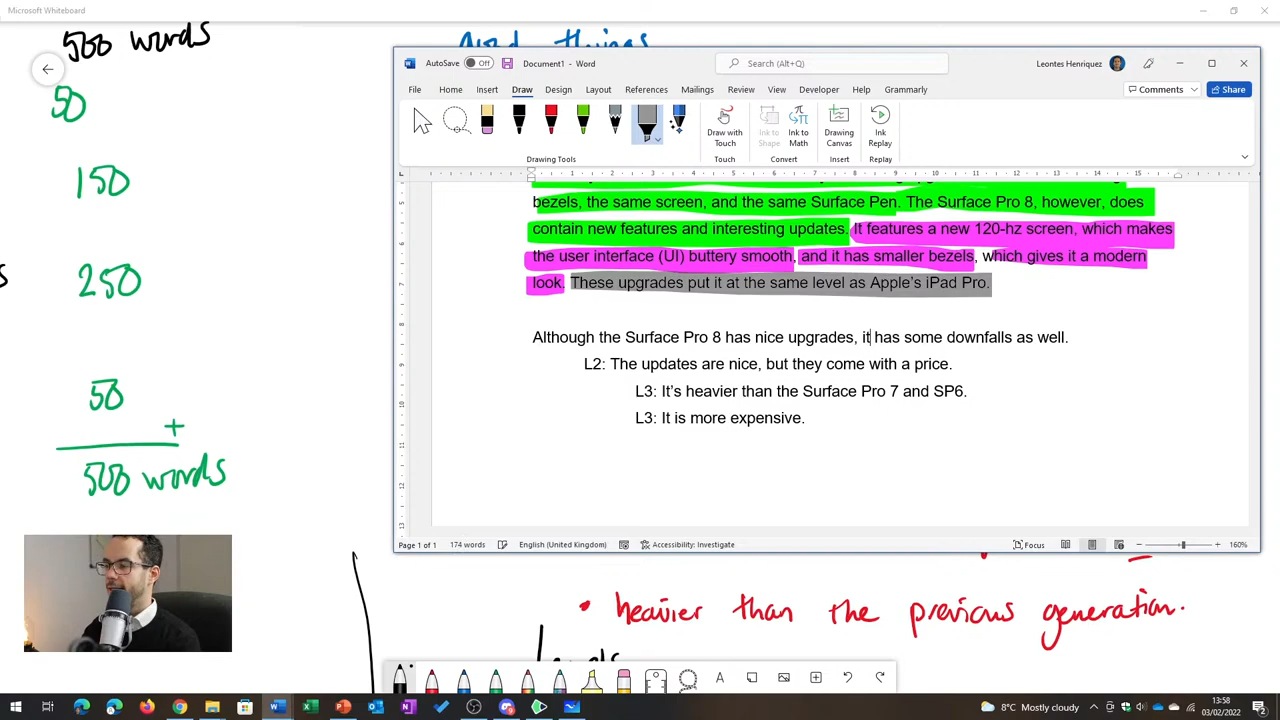 Microsoft Whiteboard
500 words
good things
50
150
250
50
+
500 words
AutoSave Off
Document1 - Word
Search (Alt+Q)
Leontes Henriquez
File Home Insert Draw Design Layout References Mailings Review View Developer Help Grammarly
Comments
Share
Draw with Touch
Ink to Shape
Ink to Math
Drawing Canvas
Ink Replay
Drawing Tools
Touch
Convert
Insert
Replay
bezels, the same screen, and the same Surface Pen. The Surface Pro 8, however, does
contain new features and interesting updates. It features a new 120-hz screen, which makes
the user interface (UI) buttery smooth, and it has smaller bezels, which gives it a modern
look. These upgrades put it at the same level as Apple's iPad Pro.
Although the Surface Pro 8 has nice upgrades, it has some downfalls as well.
L2: The updates are nice, but they come with a price.
L3: It's heavier than the Surface Pro 7 and SP6.
L3: It is more expensive.
Page 1 of 1 174 words English (United Kingdom) Accessibility: Investigate Focus 160%
• heavier than the previous generation.
Levels
8°C Mostly cloudy
13:58
03/02/2022